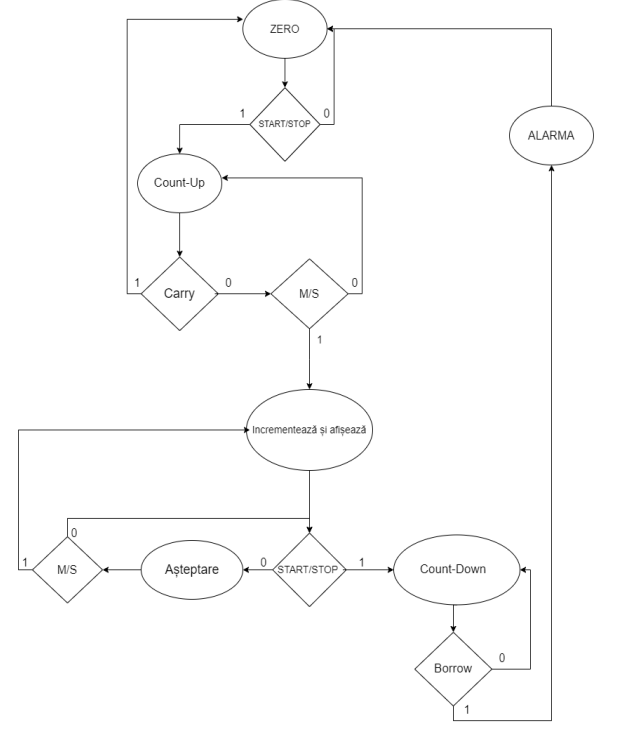 ZERO
1
0
START/STOP
ALARMA
Count-Up
1
Carry
0
M/S
0
1
Incrementează și afișează
0
1
M/S
Așteptare
0
START/STOP
1
Count-Down
Borrow
0
1